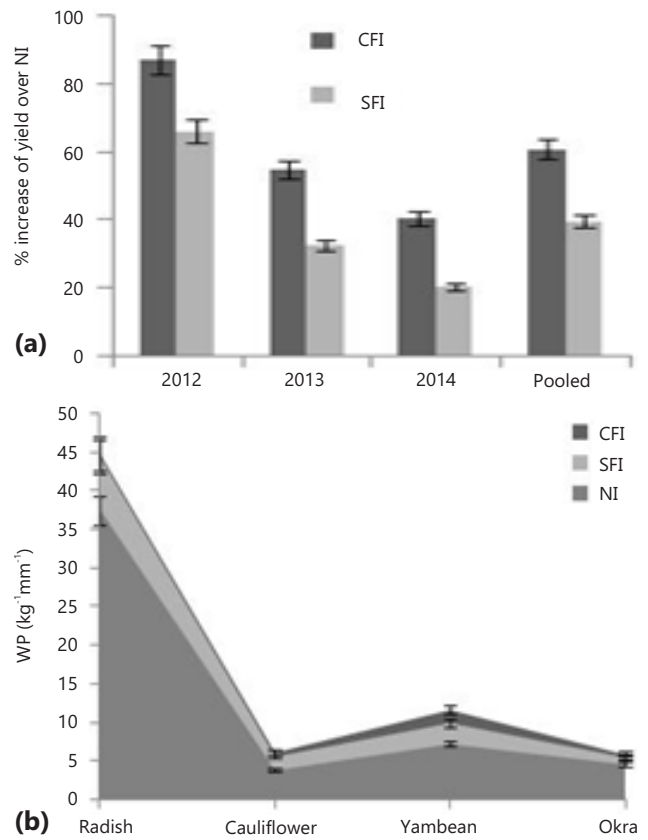 100
80
60
40
20
0
% increase of yield over NI
CFI
SFI
2012 2013 2014 Pooled
(a)
50
45
40
35
30
25
20
15
10
5
0
WP (kg⁻¹mm⁻¹)
CFI
SFI
NI
Radish Cauliflower Yambean Okra
(b)